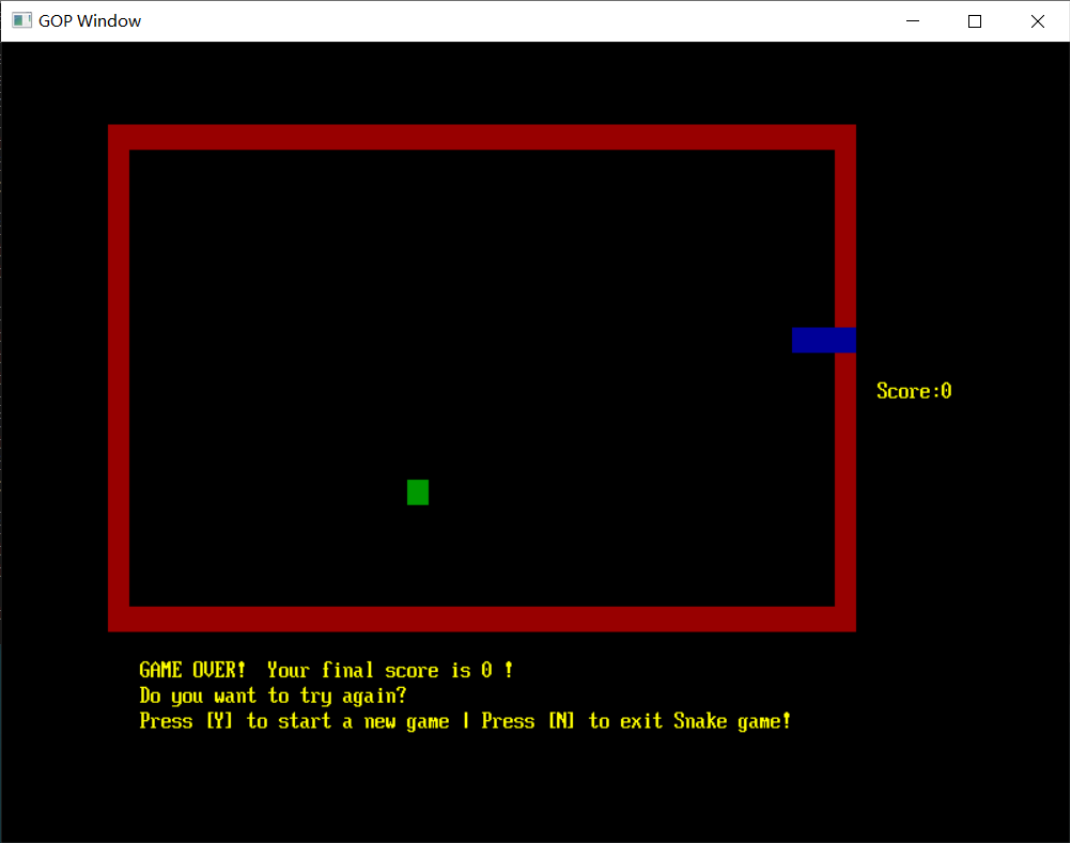 GOP Window
Score:0
GAME OVER!  Your final score is 0 !
Do you want to try again?
Press [Y] to start a new game | Press [N] to exit Snake game!